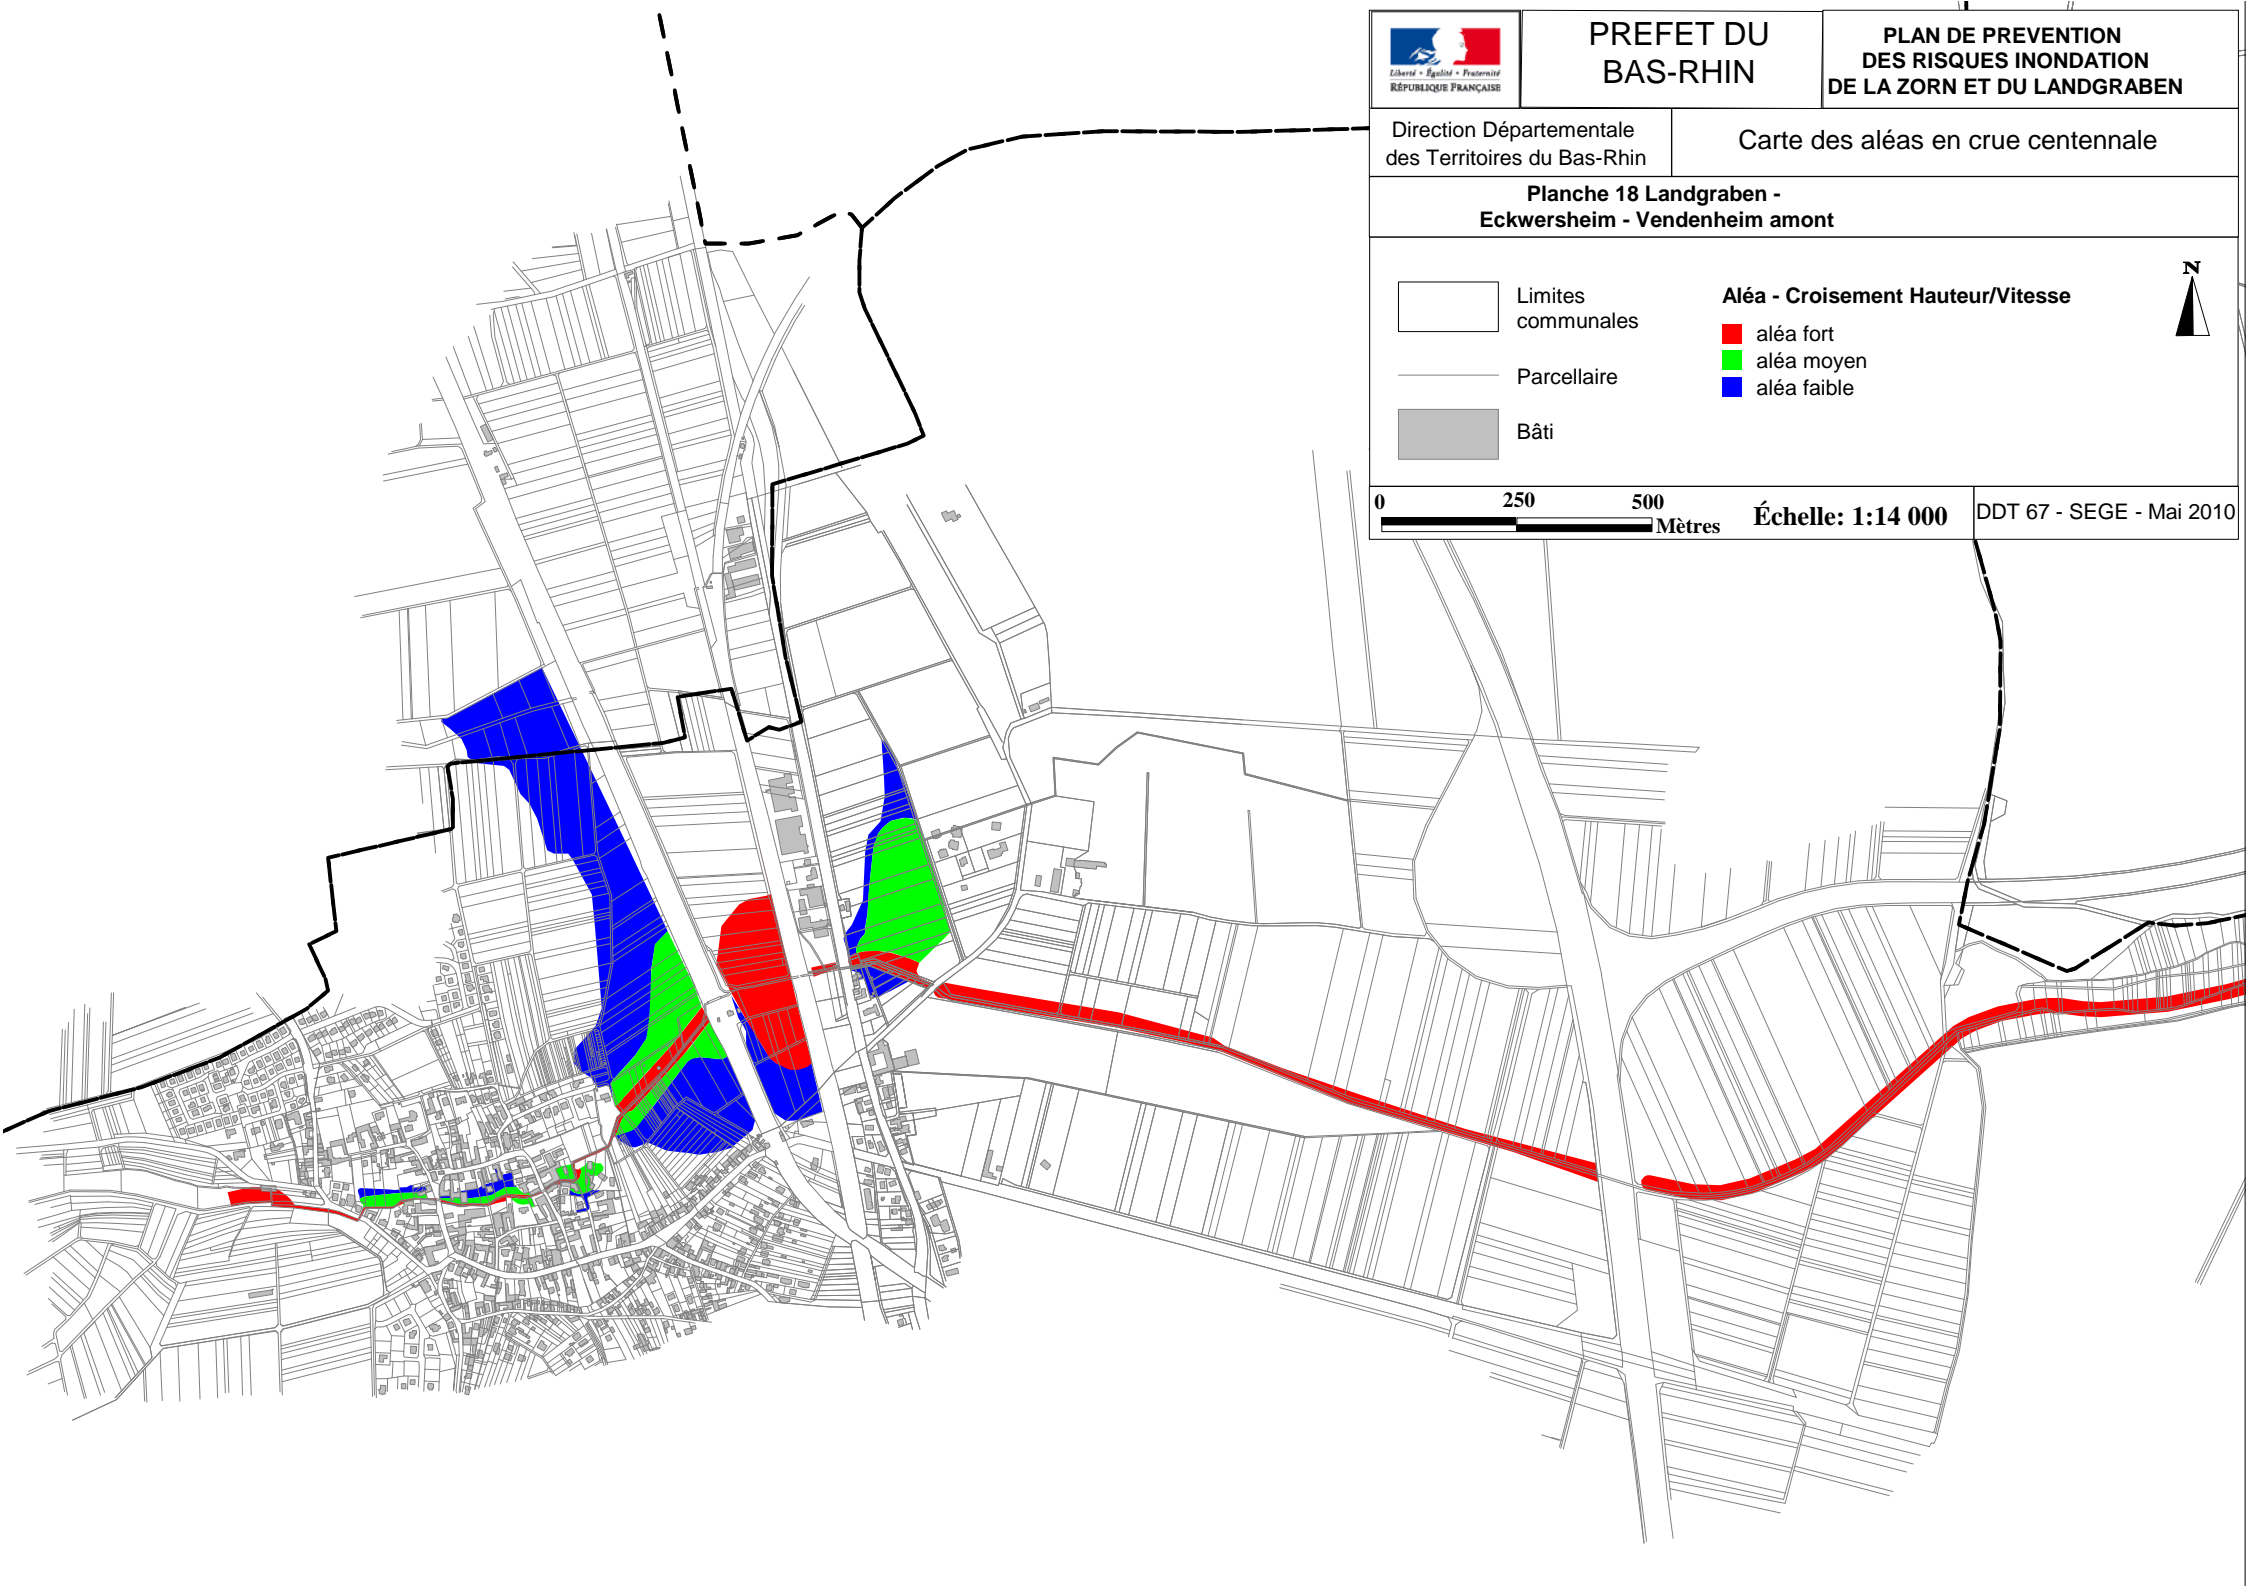 Liberté • Égalité • Fraternité
RÉPUBLIQUE FRANÇAISE
PREFET DU
BAS-RHIN
PLAN DE PREVENTION
DES RISQUES INONDATION
DE LA ZORN ET DU LANDGRABEN
Direction Départementale
des Territoires du Bas-Rhin
Carte des aléas en crue centennale
Planche 18 Landgraben -
Eckwersheim - Vendenheim amont
N
Limites
communales
Parcellaire
Bâti
Aléa - Croisement Hauteur/Vitesse
aléa fort
aléa moyen
aléa faible
0 250 500
Mètres
Échelle: 1:14 000
DDT 67 - SEGE - Mai 2010